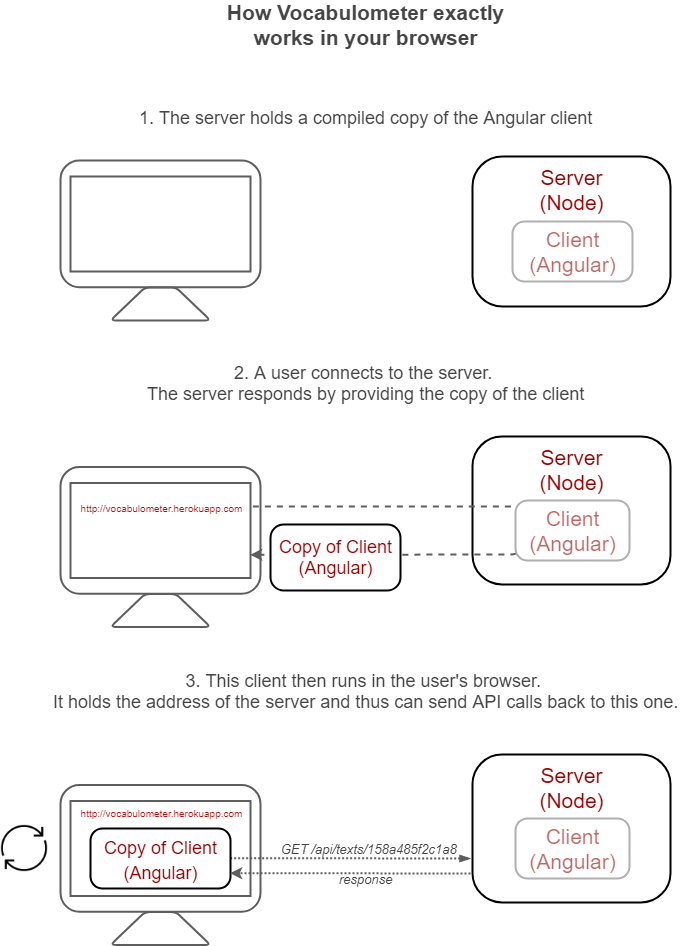 How Vocabulometer exactly
works in your browser
1. The server holds a compiled copy of the Angular client
Server
(Node)
Client
(Angular)
2. A user connects to the server.
The server responds by providing the copy of the client
http://vocabulometer.herokuapp.com
Copy of Client
(Angular)
Server
(Node)
Client
(Angular)
3. This client then runs in the user's browser.
It holds the address of the server and thus can send API calls back to this one.
http://vocabulometer.herokuapp.com
Copy of Client
(Angular)
GET /api/texts/158a485f2c1a8
response
Server
(Node)
Client
(Angular)